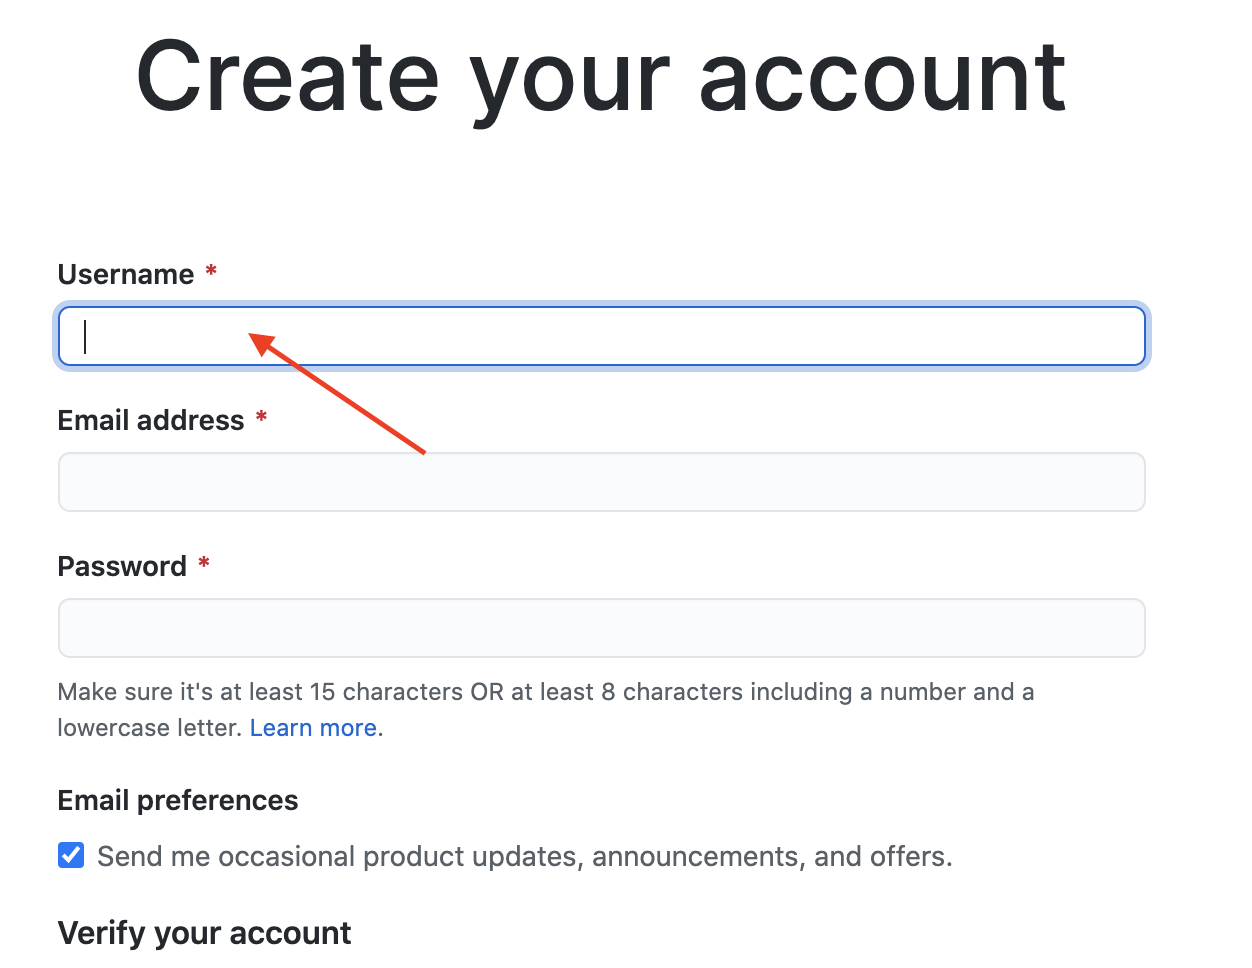 Create your account
Username *
Email address *
Password *
Make sure it's at least 15 characters OR at least 8 characters including a number and a
lowercase letter. Learn more.
Email preferences
Send me occasional product updates, announcements, and offers.
Verify your account